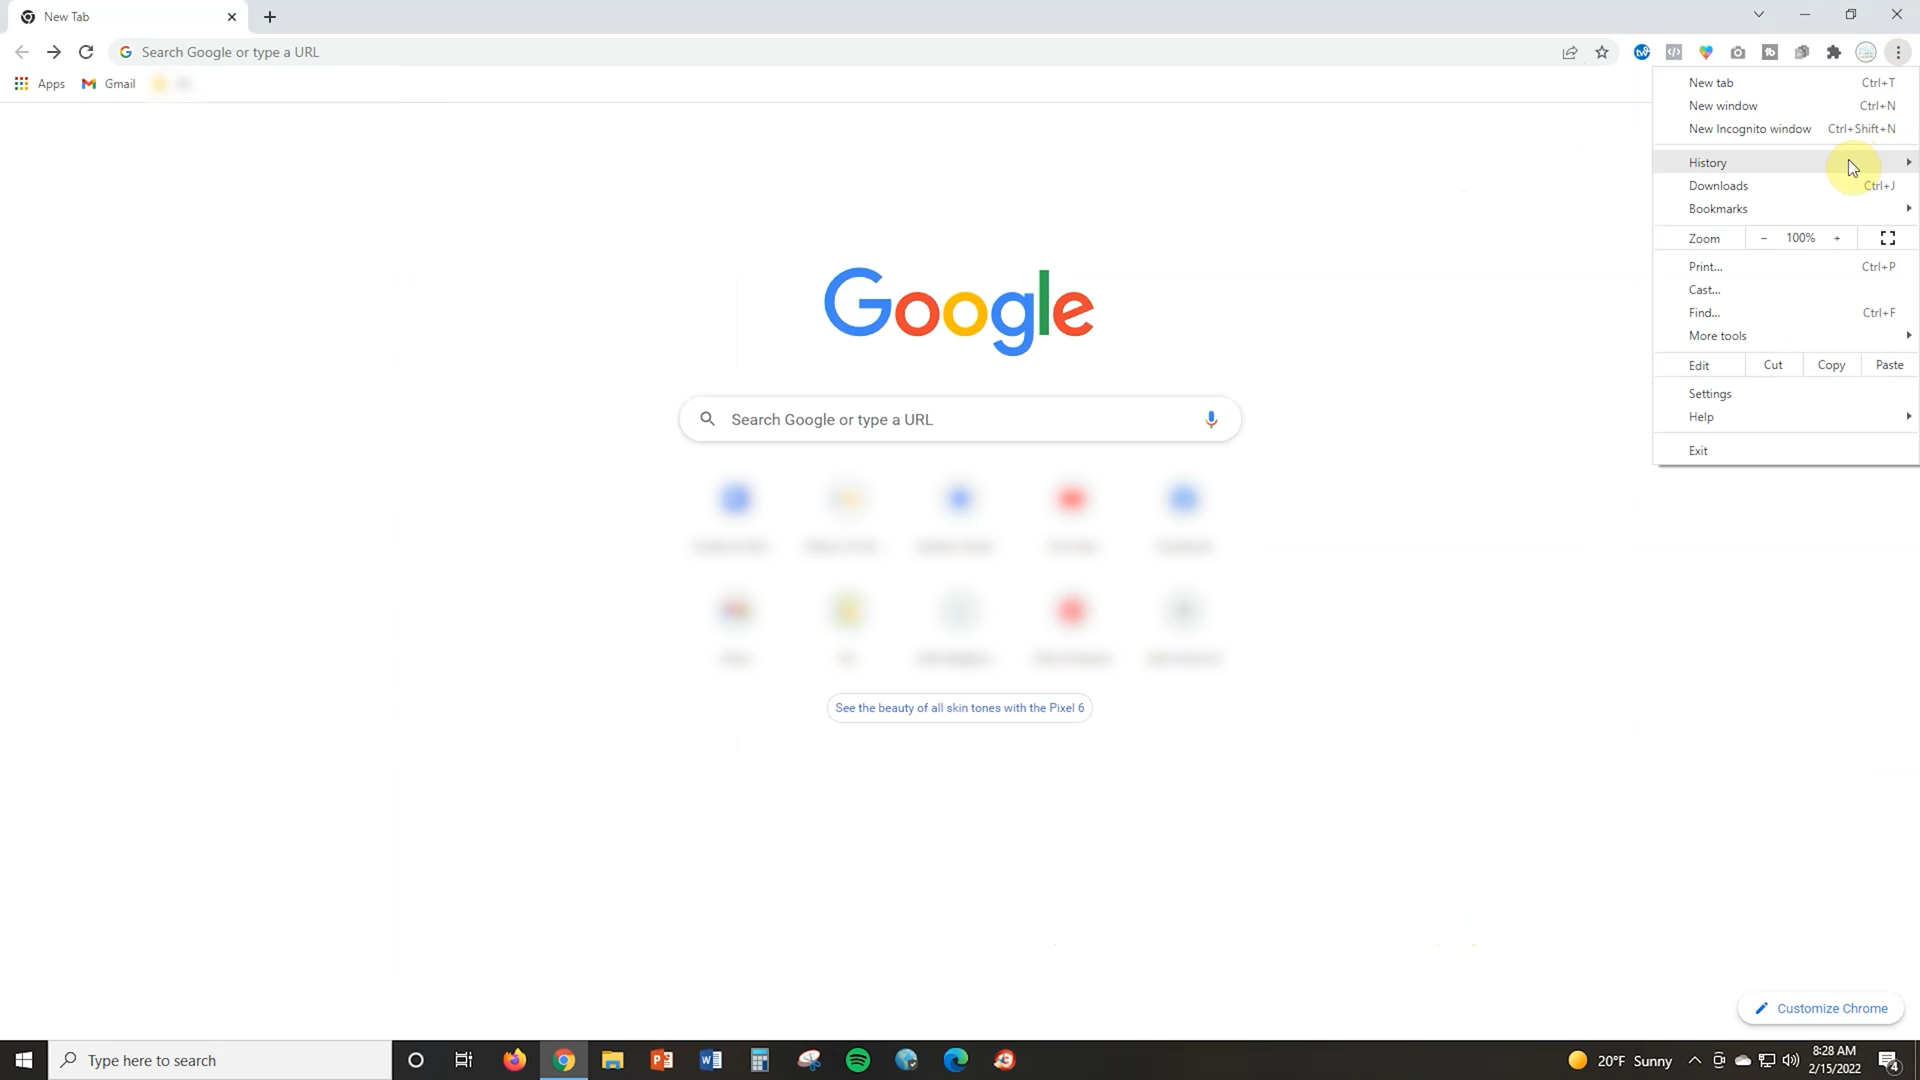 New Tab
Search Google or type a URL
Apps
Gmail
New tab Ctrl+T
New window Ctrl+N
New Incognito window Ctrl+Shift+N
History
Downloads Ctrl+J
Bookmarks
Zoom - 100% +
Print... Ctrl+P
Cast...
Find... Ctrl+F
More tools
Edit Cut Copy Paste
Settings
Help
Exit
Google
Search Google or type a URL
See the beauty of all skin tones with the Pixel 6
Customize Chrome
Type here to search
20°F Sunny
8:28 AM
2/15/2022
4